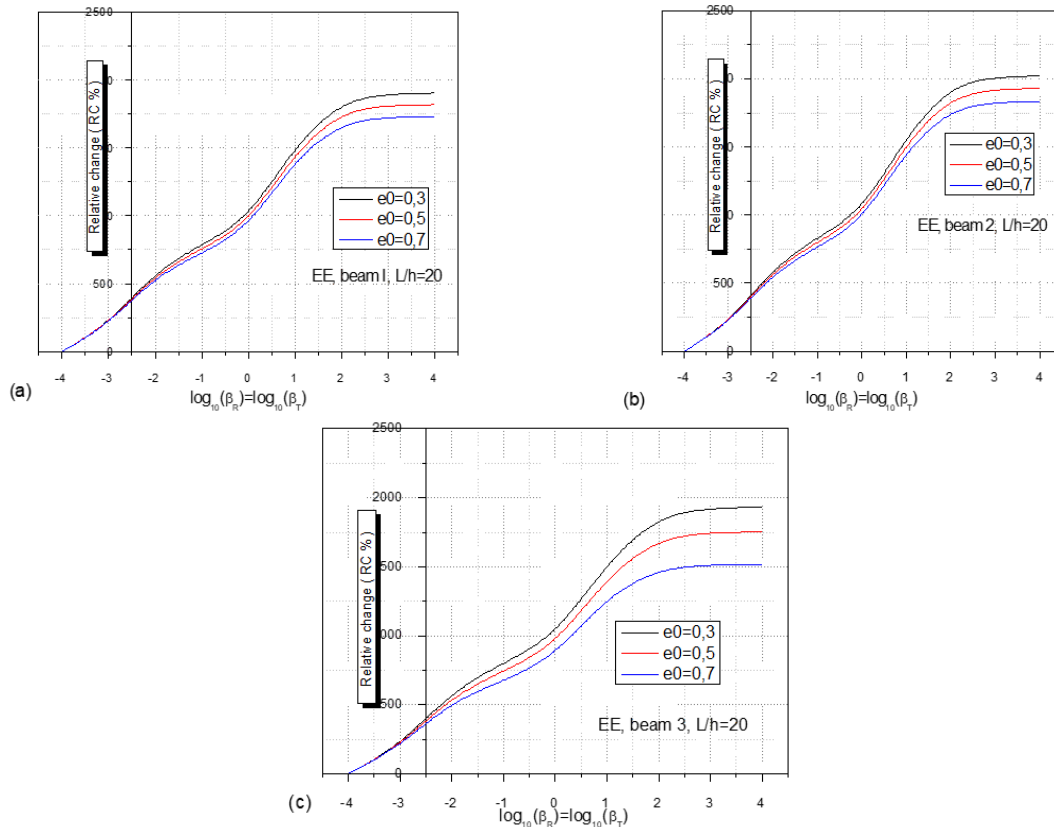 2500
Relative change ( RC % )
500
0
e0=0,3
e0=0,5
e0=0,7
EE, beam I, L/h=20
-4 -3 -2 -1 0 1 2 3 4
log10(βR)=log10(βT)
(a)
2500
Relative change ( RC % )
500
0
e0=0,3
e0=0,5
e0=0,7
EE, beam 2, L/h=20
-4 -3 -2 -1 0 1 2 3 4
log10(βR)=log10(βT)
(b)
2500
2000
Relative change ( RC % )
500
0
e0=0,3
e0=0,5
e0=0,7
EE, beam 3, L/h=20
-4 -3 -2 -1 0 1 2 3 4
log10(βR)=log10(βT)
(c)